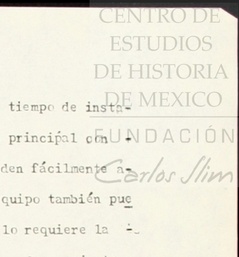 CENTRO DE
ESTUDIOS
DE HISTORIA
DE MEXICO
FUNDACIÓN
Carlos Slim
tiempo de insta-
principal con -
den fácilmente a-
quipo también pue
lo requiere la -